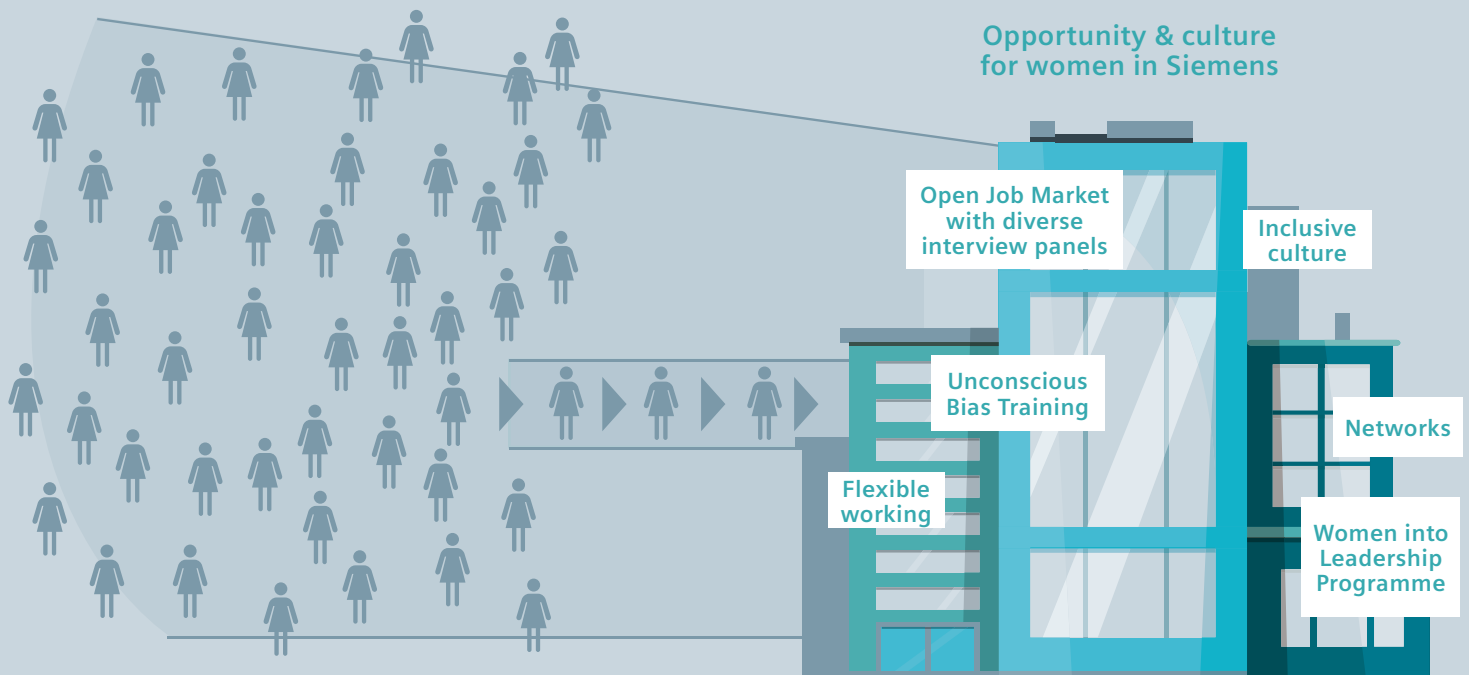 Opportunity & culture
for women in Siemens
Open Job Market
with diverse
interview panels
Inclusive
culture
Unconscious
Bias Training
Networks
Flexible
working
Women into
Leadership
Programme